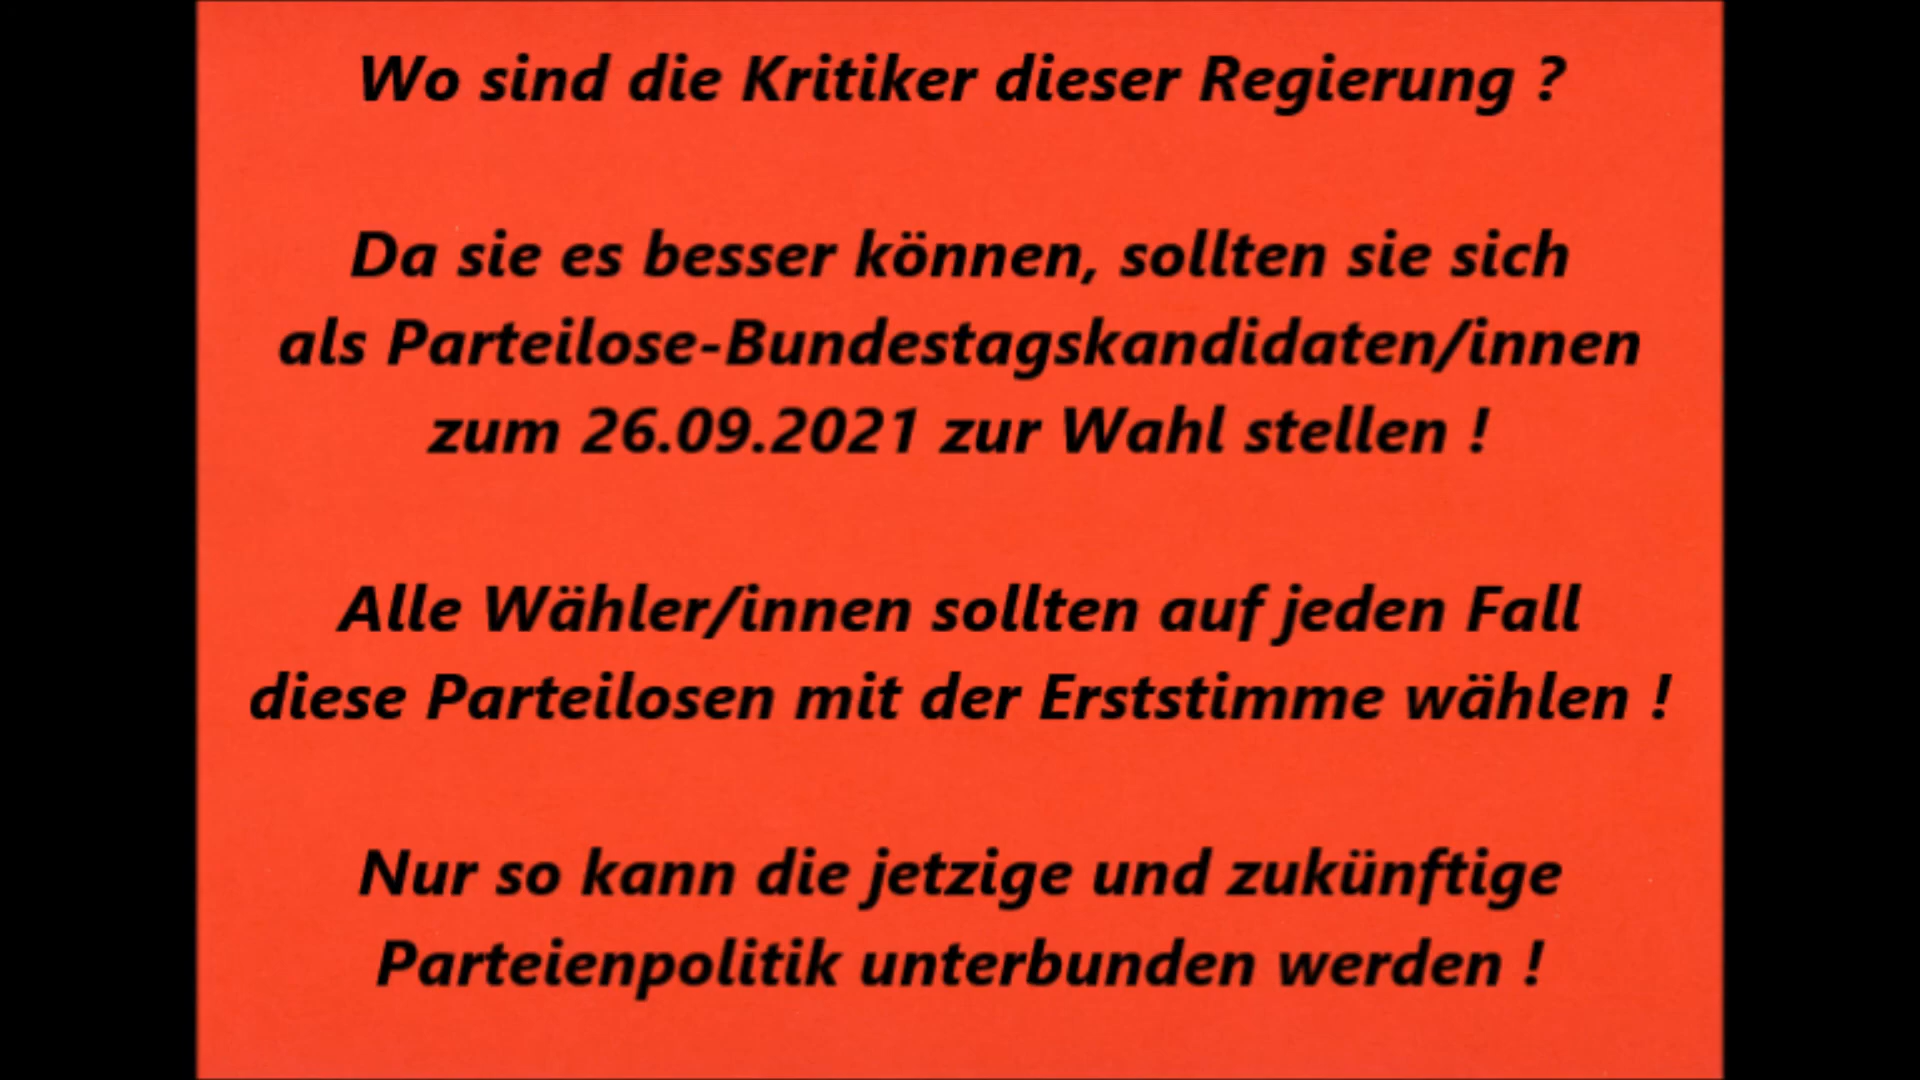 Wo sind die Kritiker dieser Regierung ?
Da sie es besser können, sollten sie sich
als Parteilose-Bundestagskandidaten/innen
zum 26.09.2021 zur Wahl stellen !
Alle Wähler/innen sollten auf jeden Fall
diese Parteilosen mit der Erststimme wählen !
Nur so kann die jetzige und zukünftige
Parteienpolitik unterbunden werden !